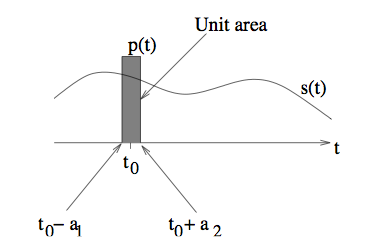 Unit area
p(t)
s(t)
t
t0
t0− a1
t0+ a2